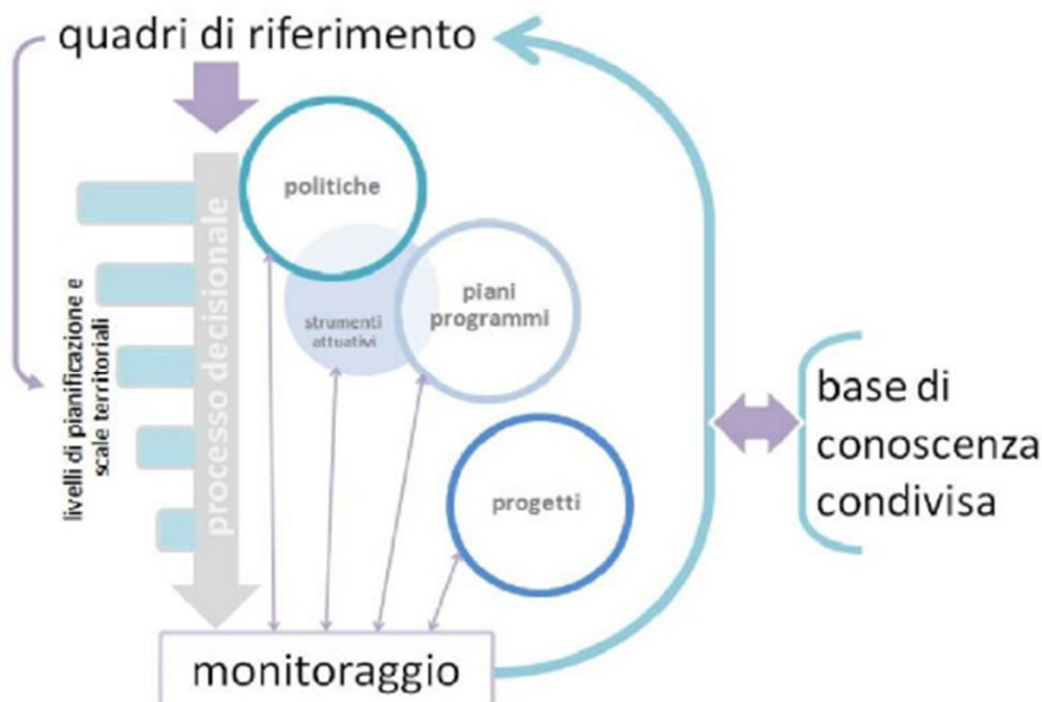 quadri di riferimento
politiche
piani
programmi
strumenti
attuativi
livelli di pianificazione e
scale territoriali
processo decisionale
progetti
base di
conoscenza
condivisa
monitoraggio